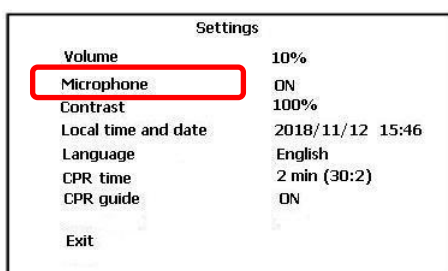 Settings
Volume 10%
Microphone ON
Contrast 100%
Local time and date 2018/11/12 15:46
Language English
CPR time 2 min (30:2)
CPR guide ON
Exit